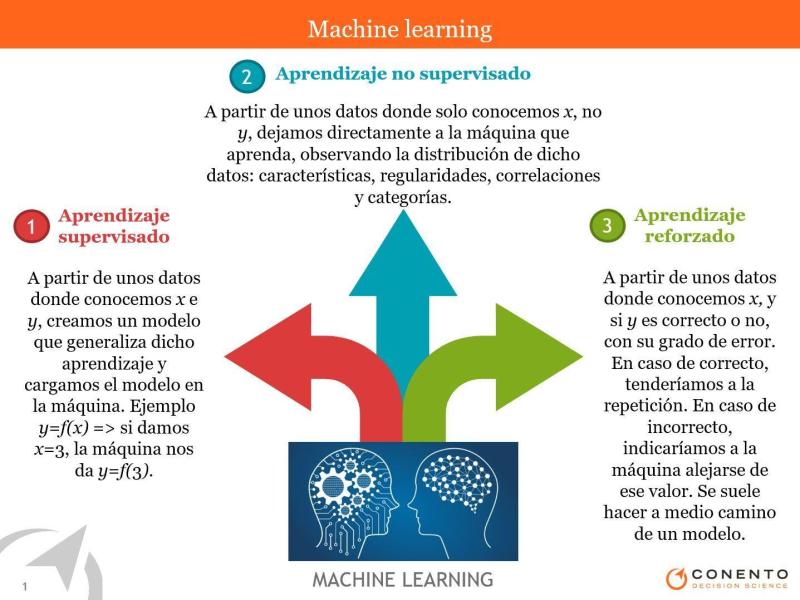 Machine learning
2
Aprendizaje no supervisado
A partir de unos datos donde solo conocemos x, no
y, dejamos directamente a la máquina que
aprenda, observando la distribución de dicho
datos: características, regularidades, correlaciones
y categorías.
1
Aprendizaje
supervisado
A partir de unos datos
donde conocemos x e
y, creamos un modelo
que generaliza dicho
aprendizaje y
cargamos el modelo en
la máquina. Ejemplo
y=f(x) => si damos
x=3, la máquina nos
da y=f(3).
3
Aprendizaje
reforzado
A partir de unos datos
donde conocemos x, y
si y es correcto o no,
con su grado de error.
En caso de correcto,
tenderíamos a la
repetición. En caso de
incorrecto,
indicaríamos a la
máquina alejarse de
ese valor. Se suele
hacer a medio camino
de un modelo.
MACHINE LEARNING
1
CONENTO
DECISION SCIENCE